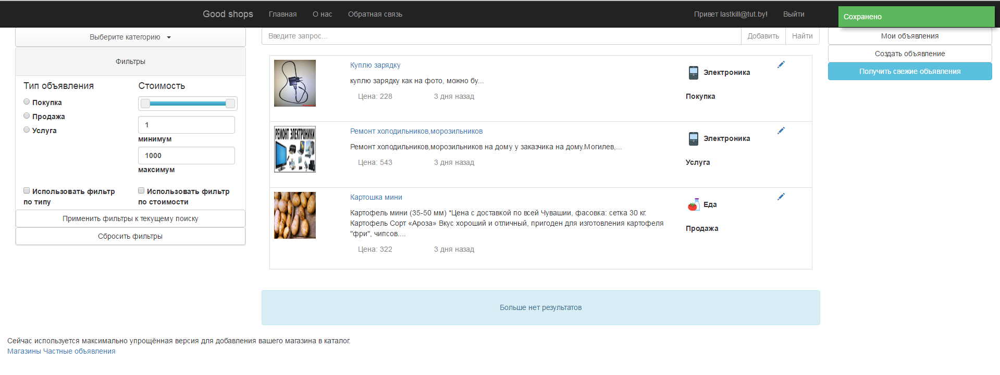 Good shops Главная О нас Обратная связь Привет lastkill@tut.by! Выйти
Сохранено
Выберите категорию
Фильтры
Тип объявления
Покупка
Продажа
Услуга
Стоимость
1
минимум
1000
максимум
Использовать фильтр
по типу
Использовать фильтр
по стоимости
Применить фильтры к текущему поиску
Сбросить фильтры
Введите запрос... Добавить Найти
Куплю зарядку
куплю зарядку как на фото, можно бу...
Цена: 228 3 дня назад
Электроника
Покупка
РЕМОНТ ЭЛЕКТРОНИКИ
Ремонт холодильников,морозильников
Ремонт холодильников,морозильников на дому у заказчика на дому.Могилев,...
Цена: 543 3 дня назад
Электроника
Услуга
Картошка мини
Картофель мини (35-50 мм) *Цена с доставкой по всей Чувашии, фасовка: сетка 30 кг.
Картофель Сорт «Ароза» Вкус хороший и отличный, пригоден для изготовления картофеля
"фри", чипсов....
Цена: 322 3 дня назад
Еда
Продажа
Больше нет результатов
Мои объявления
Создать объявление
Получить свежие объявления
Сейчас используется максимально упрощённая версия для добавления вашего магазина в каталог.
Магазины Частные объявления